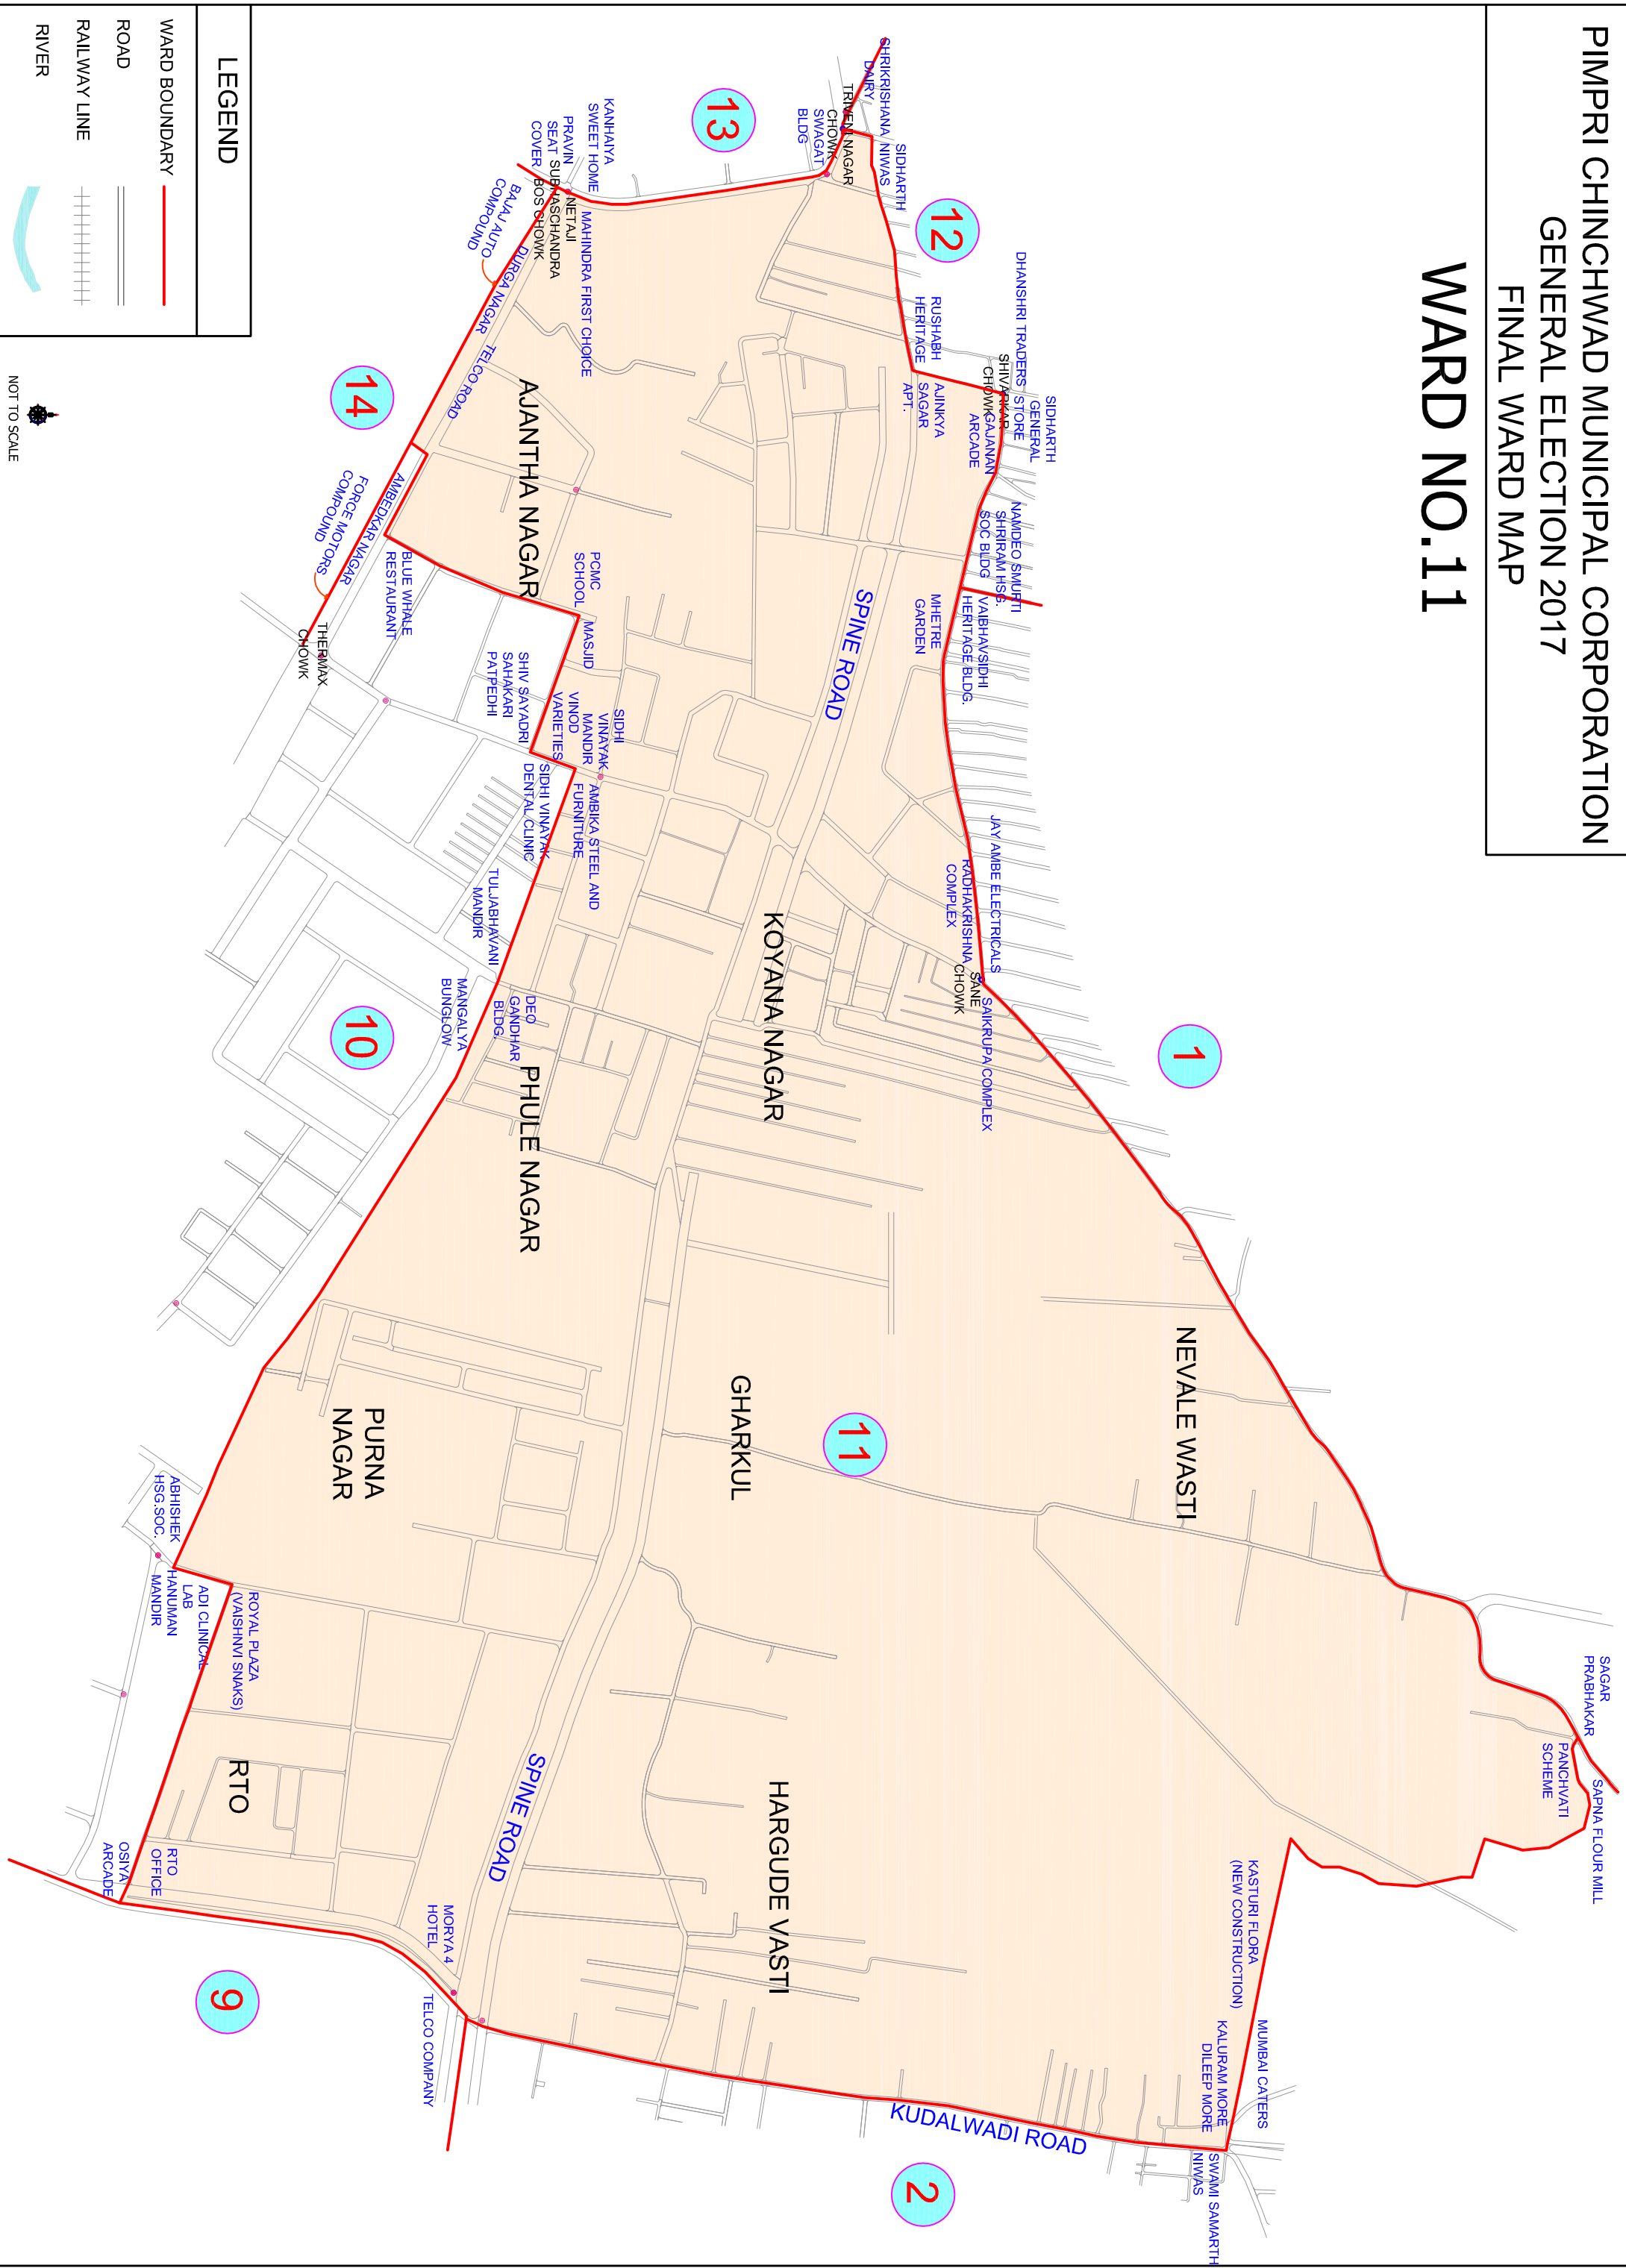 PIMPRI CHINCHWAD MUNICIPAL CORPORATION
GENERAL ELECTION 2017
FINAL WARD MAP
WARD NO.11
SAGAR
PRABHAKAR
SAPNA FLOUR MILL
PANCHVATI
SCHEME
KASTURI FLORA
(NEW CONSTRUCTION)
MUMBAI CATERS
KALURAM MORE
DILEEP MORE
SWAMI SAMARTH
NIWAS
1
NEVALE WASTI
SIDHARTH
GENERAL
STORE
DHANSHRI TRADERS
SHIVARKAR
CHOWK
GAJANAN
ARCADE
NAMDEO SMURTI
SHRIRAM HSG.
SOC BLDG
VAIBHAVSIDHI
HERITAGE BLDG.
JAY AMBE ELECTRICALS
RADHAKRISHNA
COMPLEX
SANE
CHOWK
SAIKRUPA COMPLEX
12
RUSHABH
HERITAGE
AJINKYA
SAGAR
APT.
MHETRE
GARDEN
SIDHARTH
NIWAS
SHRIKRISHANA
DAIRY
TRIVENI NAGAR
CHOWK
SWAGAT
BLDG
SPINE ROAD
11
2
KUDALWADI ROAD
13
KOYANA NAGAR
GHARKUL
HARGUDE VASTI
KANHAIYA
SWEET HOME
PRAVIN
SEAT
COVER
MAHINDRA FIRST CHOICE
NETAJI
SUBHASCHANDRA
BOS CHOWK
BAJAJ AUTO
COMPOUND
DURGA NAGAR
TELCO ROAD
AJANTHA NAGAR
PCMC
SCHOOL
MASJID
SIDHI
VINAYAK
MANDIR
VINOD
VARIETIES
SHIV SAYADRI
SAHAKARI
PATPEDHI
AMBIKA STEEL AND
FURNITURE
SIDHI VINAYAK
DENTAL CLINIC
TULJABHAVANI
MANDIR
DEO
GANDHAR
BLDG.
MANGALYA
BUNGLOW
PHULE NAGAR
SPINE ROAD
MORYA 4
HOTEL
TELCO COMPANY
14
AMBEDKAR NAGAR
FORCE MOTORS
COMPOUND
BLUE WHALE
RESTAURANT
THERMAX
CHOWK
10
PURNA
NAGAR
RTO
ROYAL PLAZA
(VAISHNVI SNAKS)
ADI CLINICAL
LAB
HANUMAN
MANDIR
ABHISHEK
HSG.SOC.
RTO
OFFICE
OSIYA
ARCADE
9
LEGEND
WARD BOUNDARY
ROAD
RAILWAY LINE
RIVER
NOT TO SCALE